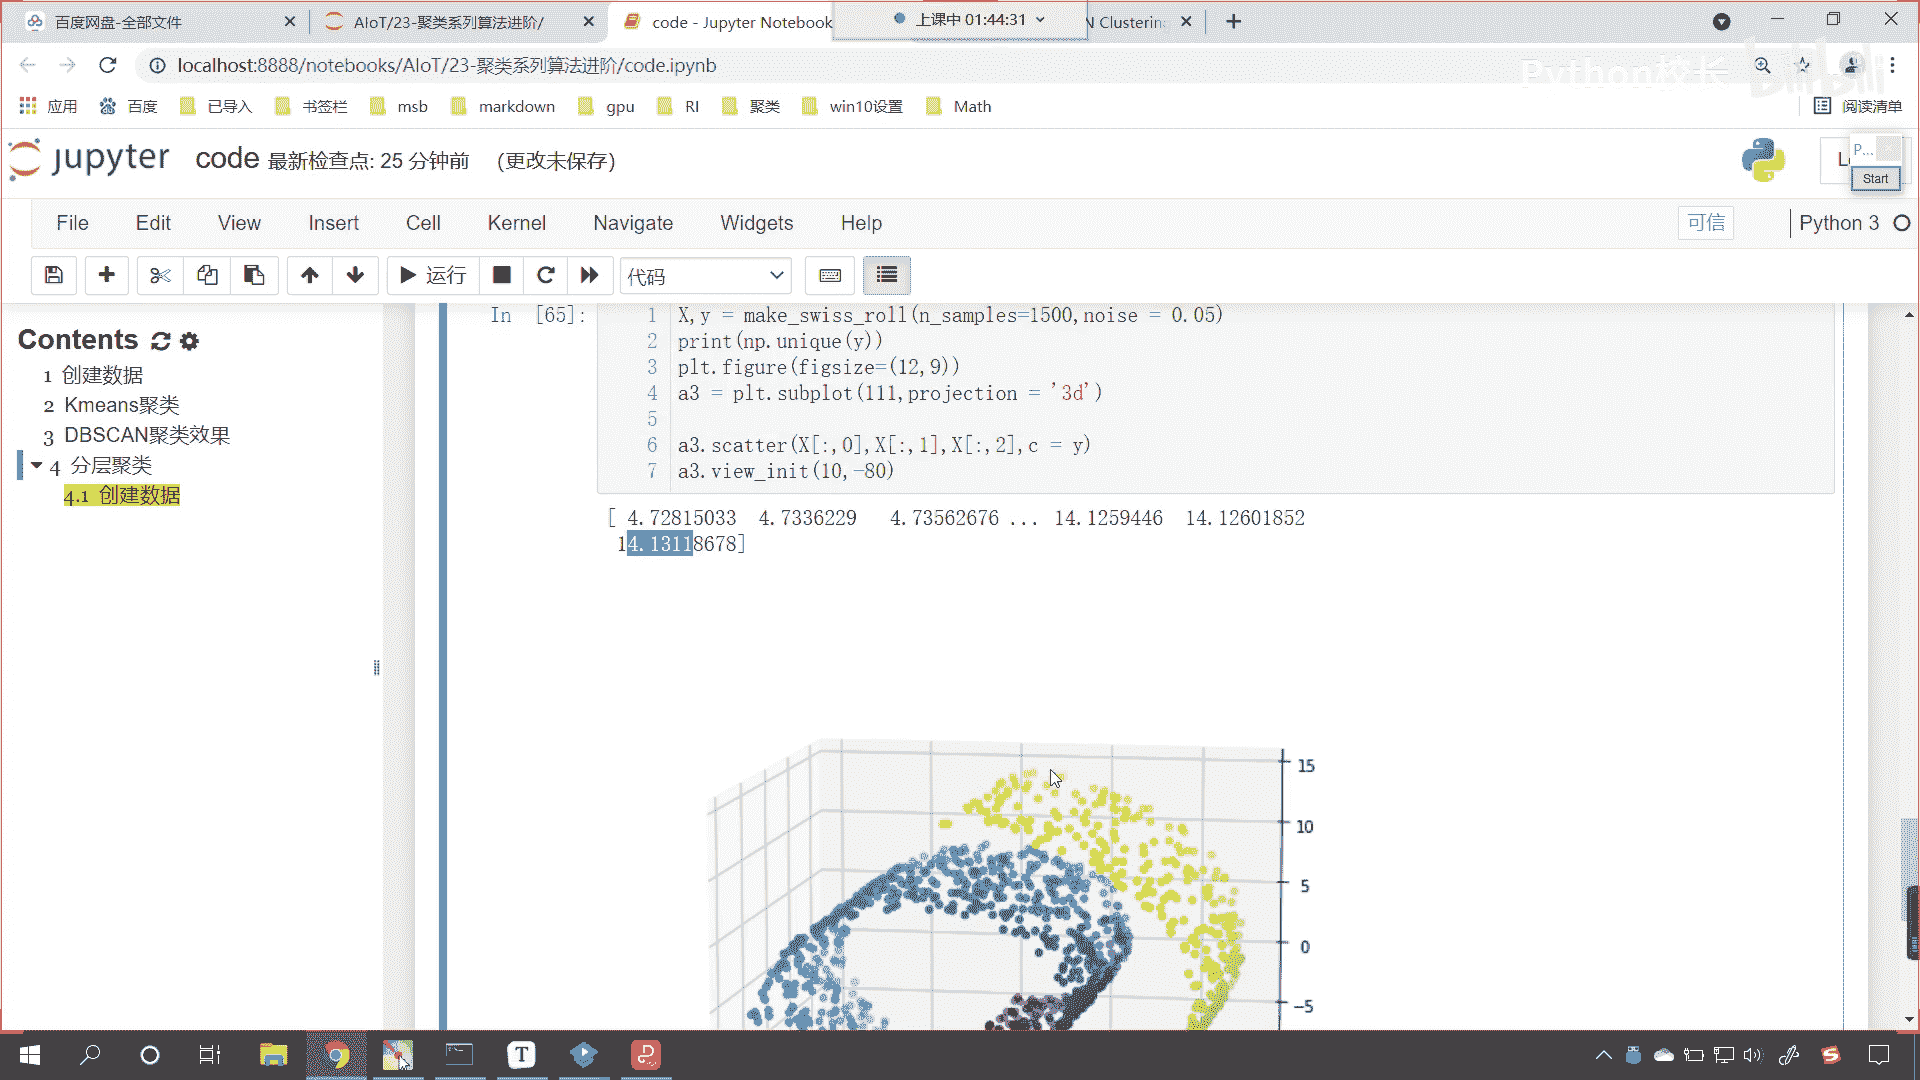 百度网盘-全部文件
AIoT/23-聚类系列算法进阶/
code - Jupyter Notebook
上课中 01:44:31
N Clustering
localhost:8888/notebooks/AIoT/23-聚类系列算法进阶/code.ipynb
Python校长
bilibili
应用
百度
已导入
书签栏
msb
markdown
gpu
RI
聚类
win10设置
Math
阅读清单
jupyter
code 最新检查点: 25 分钟前 (更改未保存)
P...
Start
File Edit View Insert Cell Kernel Navigate Widgets Help
可信
Python 3
运行
代码
Contents
1 创建数据
2 Kmeans聚类
3 DBSCAN聚类效果
4 分层聚类
4.1 创建数据
In [65]:
1 X,y = make_swiss_roll(n_samples=1500,noise = 0.05)
2 print(np.unique(y))
3 plt.figure(figsize=(12,9))
4 a3 = plt.subplot(111,projection = '3d')
5
6 a3.scatter(X[:,0],X[:,1],X[:,2],c = y)
7 a3.view_init(10,-80)
[ 4.72815033 4.7336229 4.73562676 ... 14.1259446 14.12601852
14.13118678]
15
10
5
0
−5